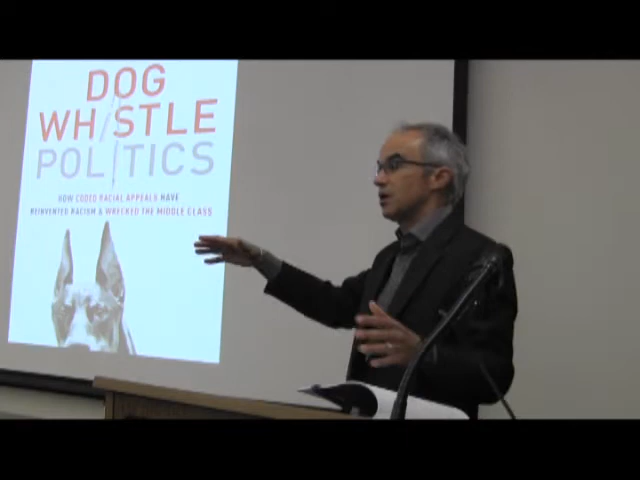 DOG
WHISTLE
POLITICS
HOW CODED RACIAL APPEALS HAVE
REINVENTED RACISM & WRECKED THE MIDDLE CLASS